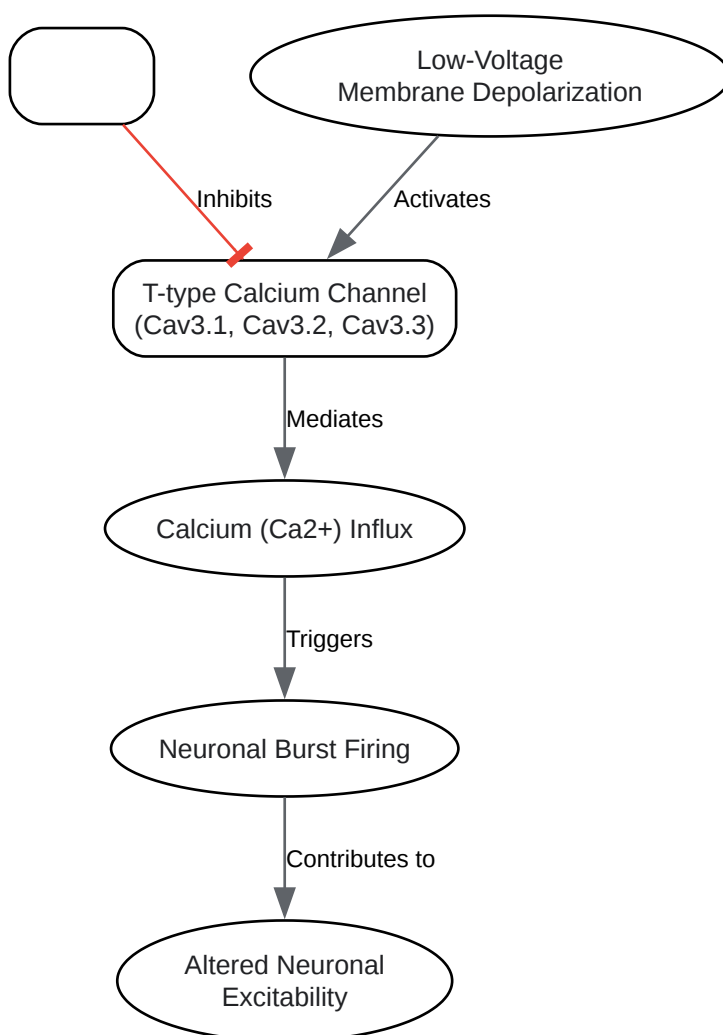 Low-Voltage
Membrane Depolarization
Inhibits
Activates
T-type Calcium Channel
(Cav3.1, Cav3.2, Cav3.3)
Mediates
Calcium (Ca2+) Influx
Triggers
Neuronal Burst Firing
Contributes to
Altered Neuronal
Excitability